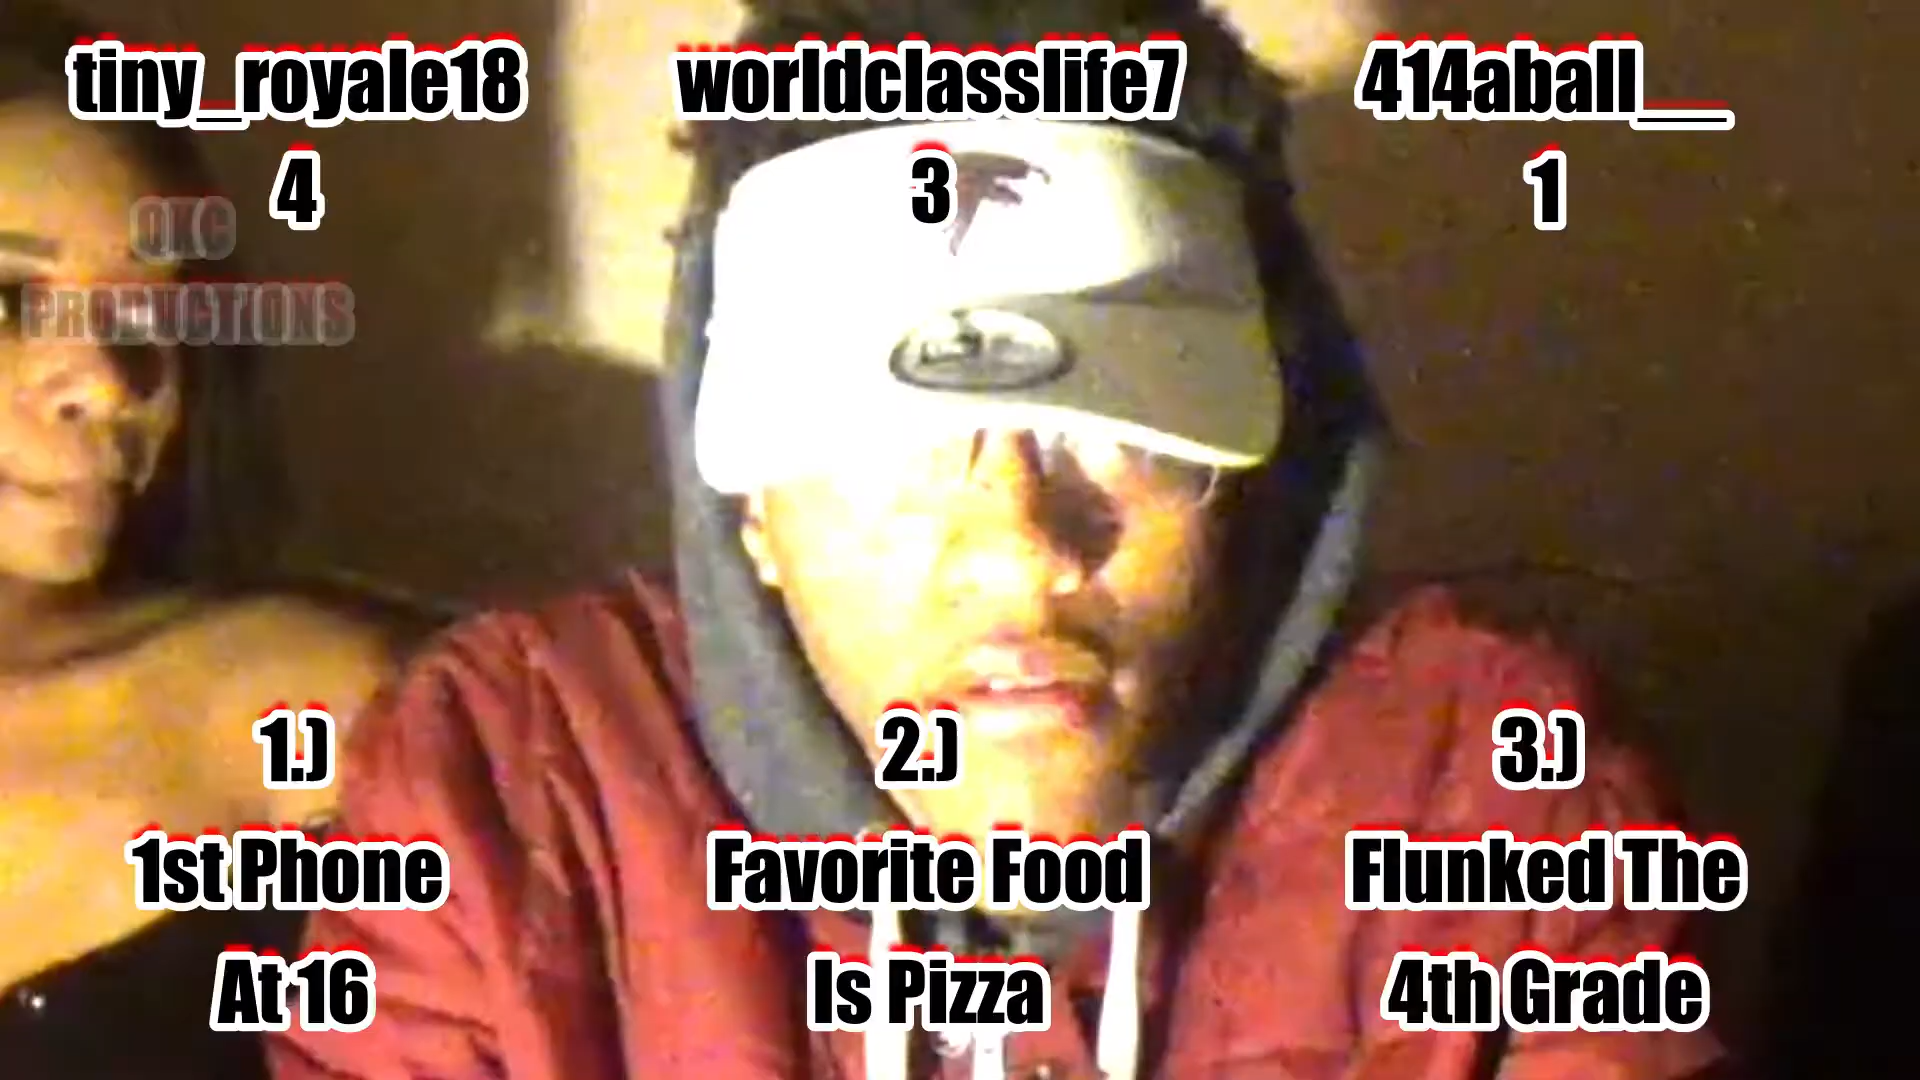 tiny_royale18 worldclasslife7 414aball__
4 3 1
QKC
PRODUCTIONS
1.) 2.) 3.)
1st Phone Favorite Food Flunked The
At 16 Is Pizza 4th Grade